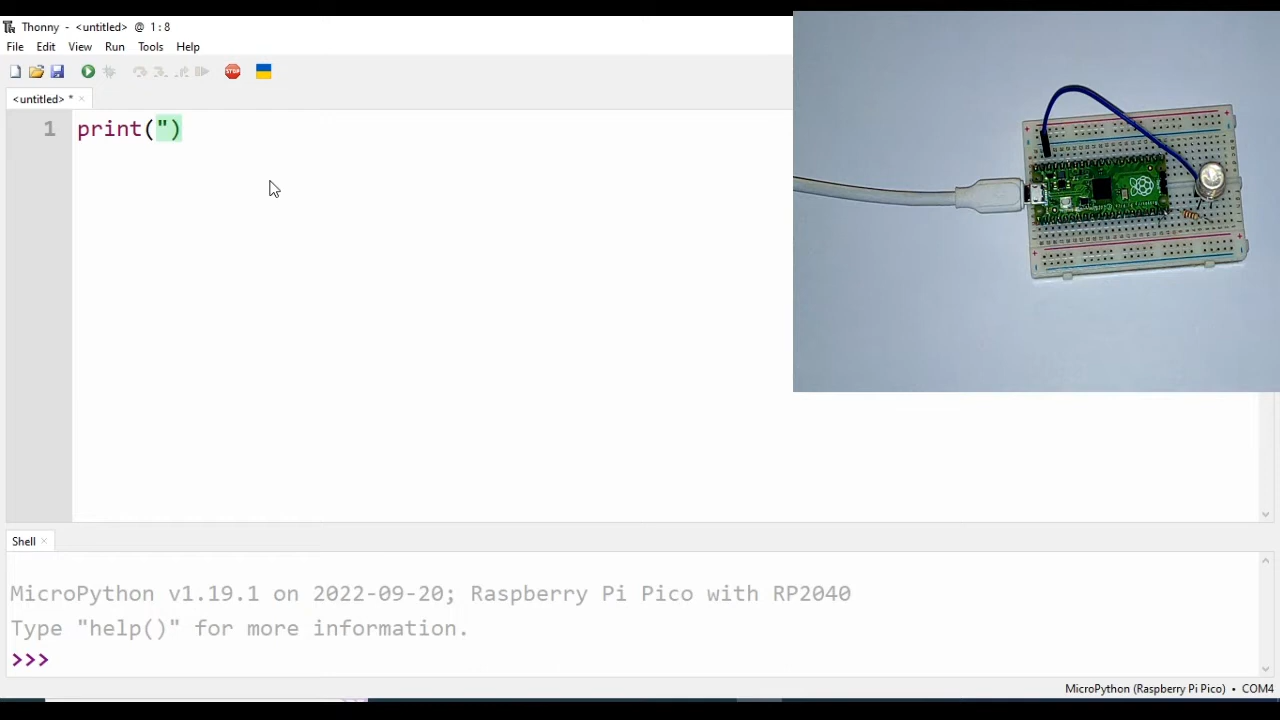 Thonny - <untitled> @ 1:8
File Edit View Run Tools Help
STOP
<untitled> *
1 print(")
Shell
MicroPython v1.19.1 on 2022-09-20; Raspberry Pi Pico with RP2040
Type "help()" for more information.
>>>
MicroPython (Raspberry Pi Pico) • COM4